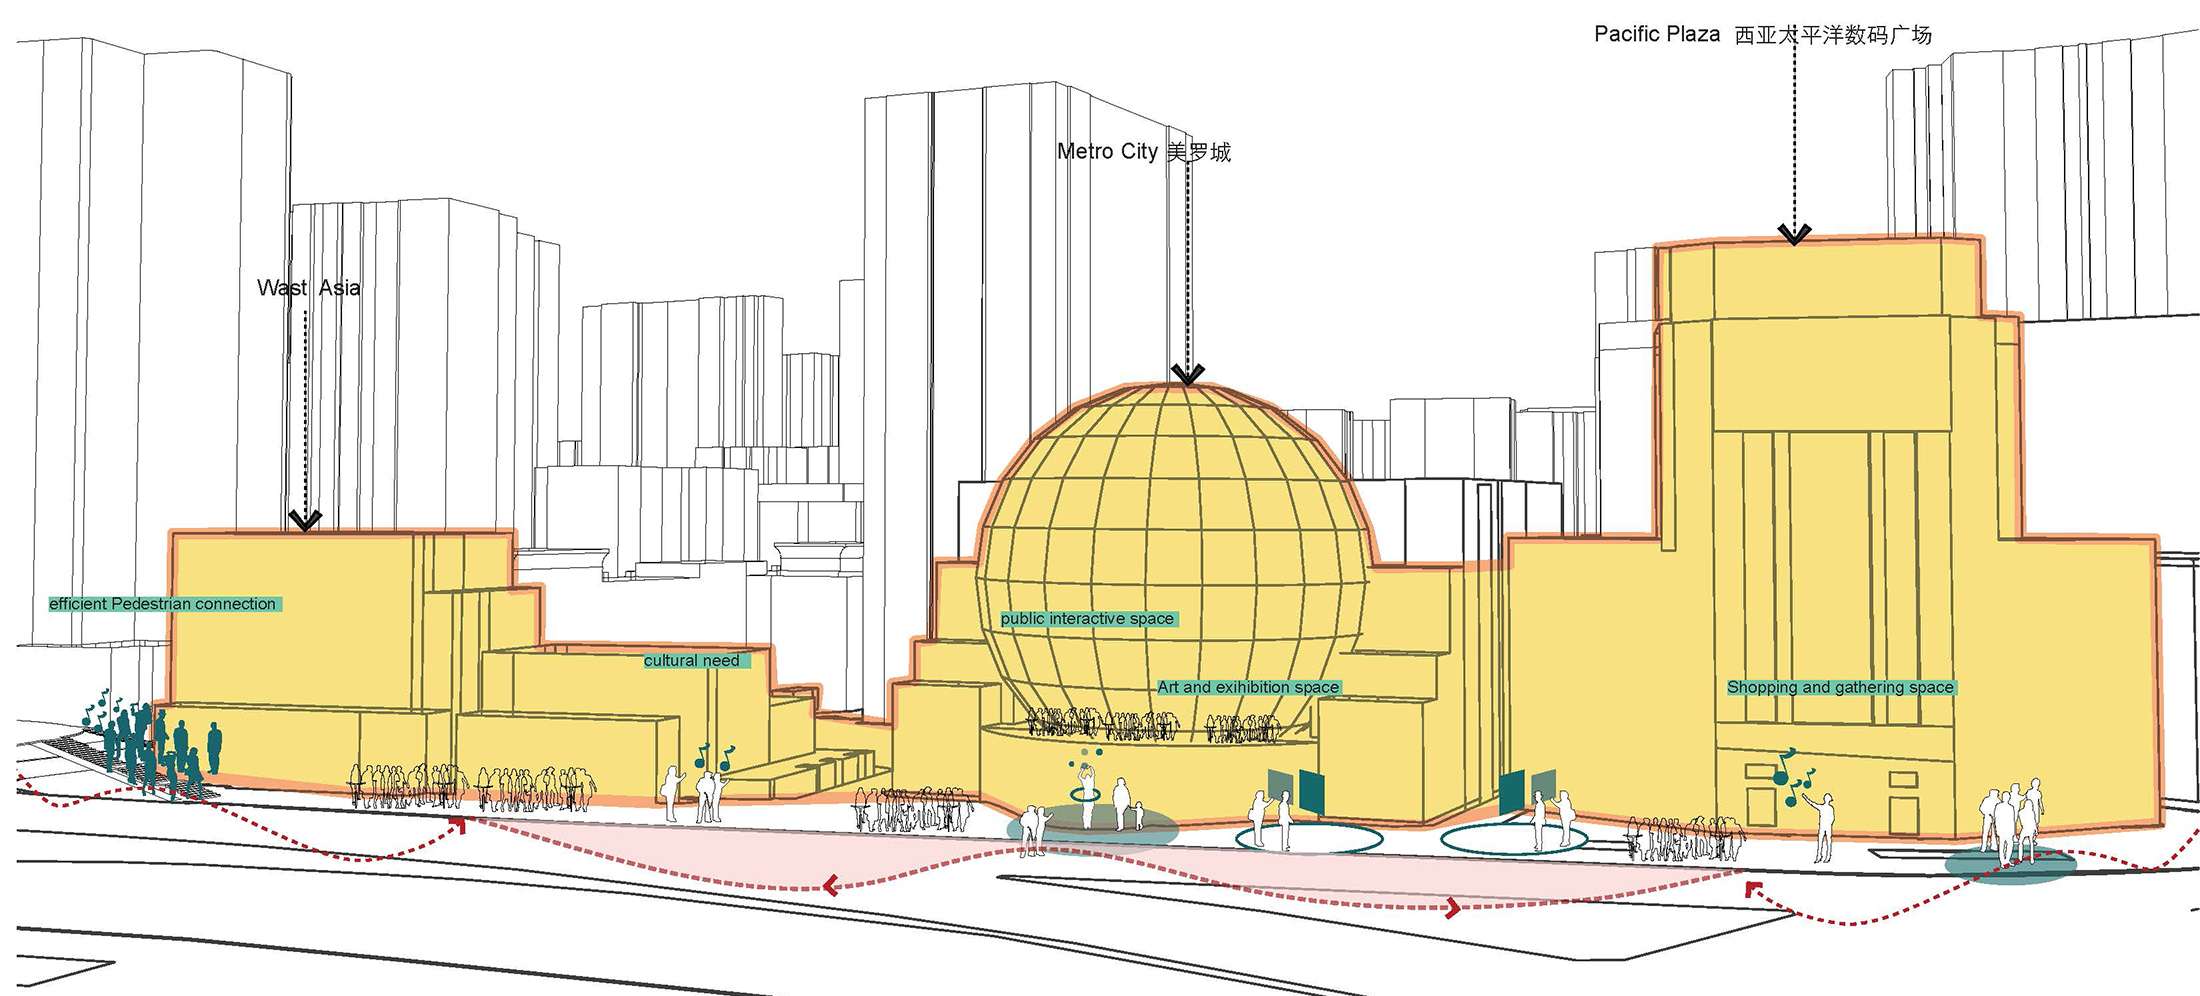 Pacific Plaza 西亚太平洋数码广场
Metro City 美罗城
Wast Asia
efficient Pedestrian connection
public interactive space
cultural need
Art and exihibition space
Shopping and gathering space